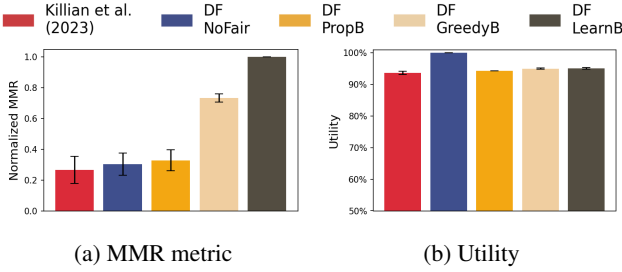 Killian et al. (2023)
DF NoFair
DF PropB
DF GreedyB
DF LearnB
Normalized MMR
1.0
0.8
0.6
0.4
0.2
0.0
(a) MMR metric
Utility
100%
90%
80%
70%
60%
50%
(b) Utility